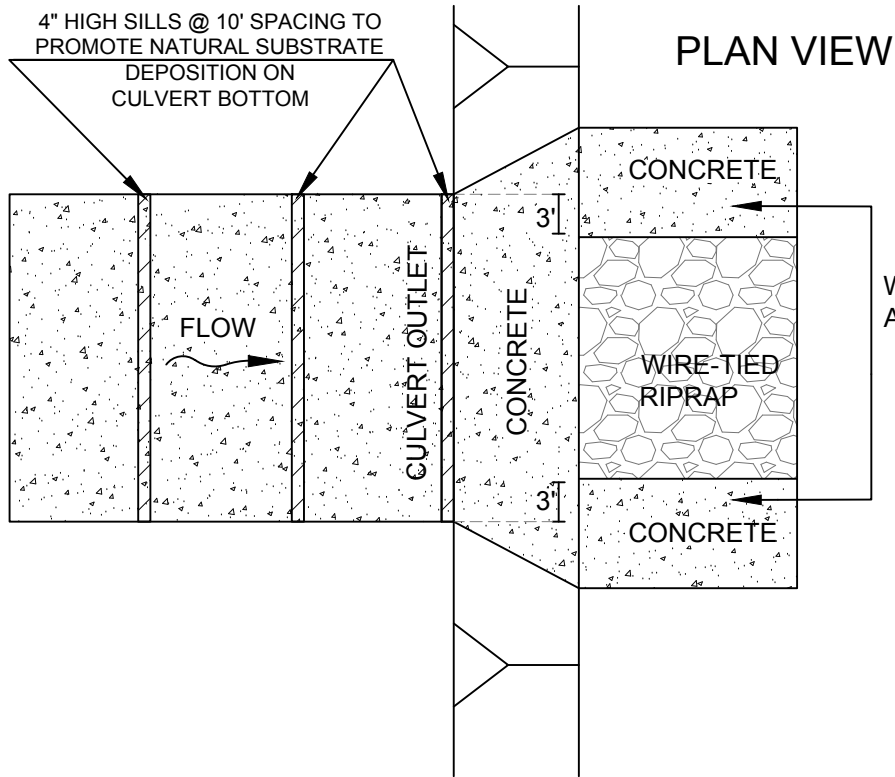 4" HIGH SILLS @ 10' SPACING TO
PROMOTE NATURAL SUBSTRATE
DEPOSITION ON
CULVERT BOTTOM
PLAN VIEW
CONCRETE
3'
FLOW
CULVERT OUTLET
CONCRETE
WIRE-TIED
RIPRAP
3'
CONCRETE